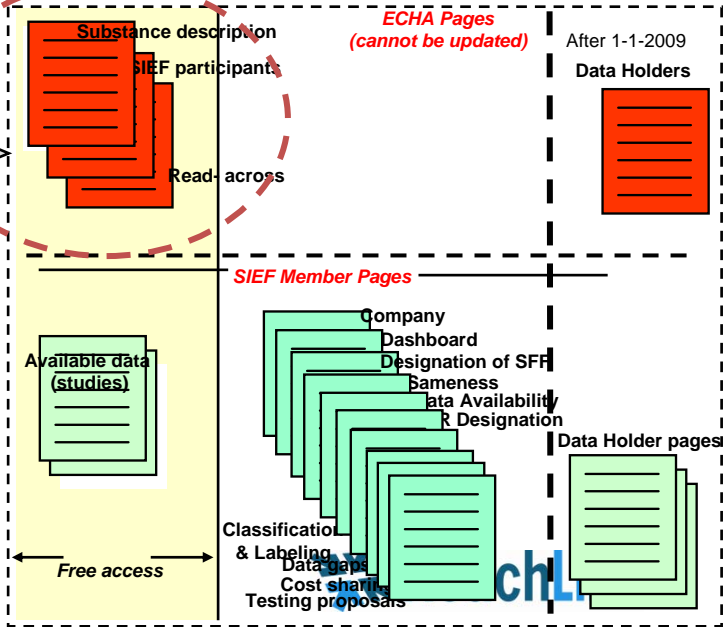 ECHA Pages
(cannot be updated)
After 1-1-2009
Data Holders
Substance description
SIEF participants
Read- across
SIEF Member Pages
Company
Dashboard
Designation of SFF
Sameness
ata Availability
R Designation
Available data
(studies)
Data Holder pages
Classification
& Labeling
Data gaps
Cost sharing
Testing proposals
Free access
chL